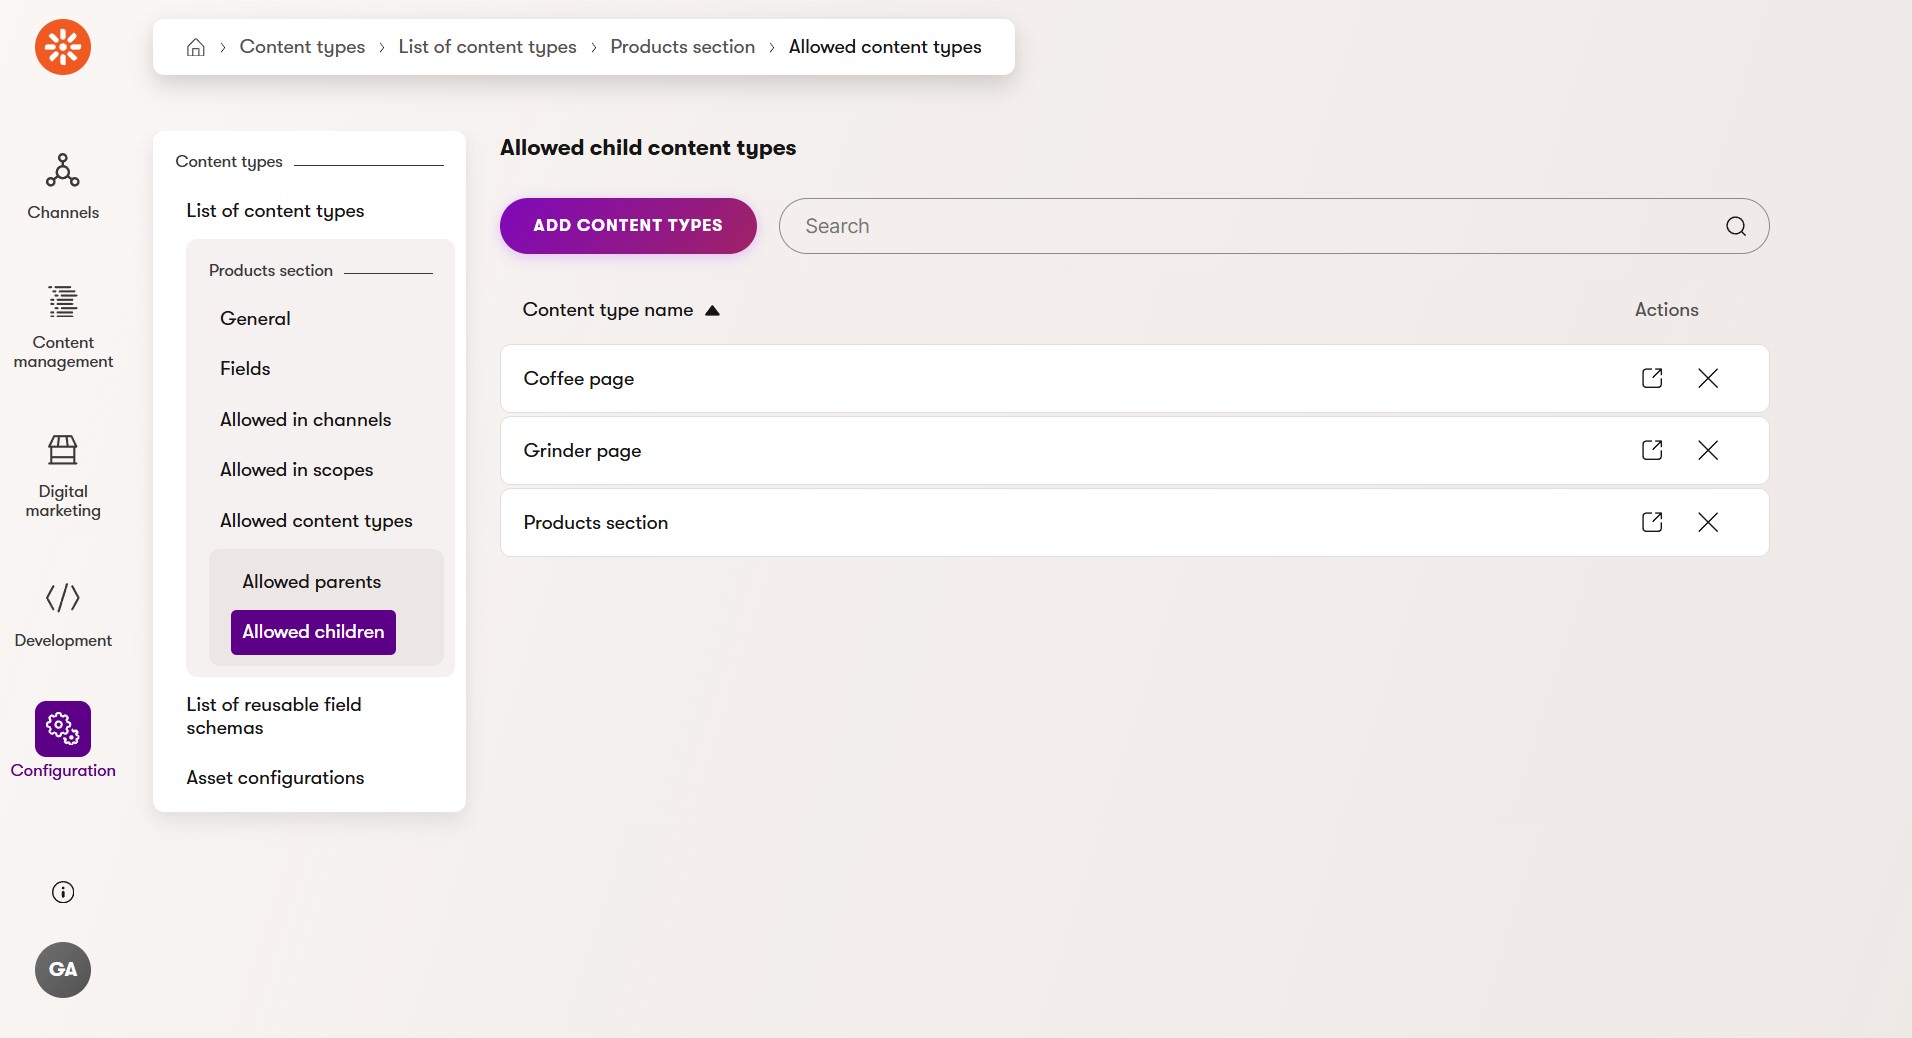 Content types
List of content types
Products section
Allowed content types
Channels
Content
management
Digital
marketing
Development
Configuration
GA
Content types
List of content types
Products section
General
Fields
Allowed in channels
Allowed in scopes
Allowed content types
Allowed parents
Allowed children
List of reusable field
schemas
Asset configurations
Allowed child content types
ADD CONTENT TYPES
Search
Content type name
Actions
Coffee page
Grinder page
Products section